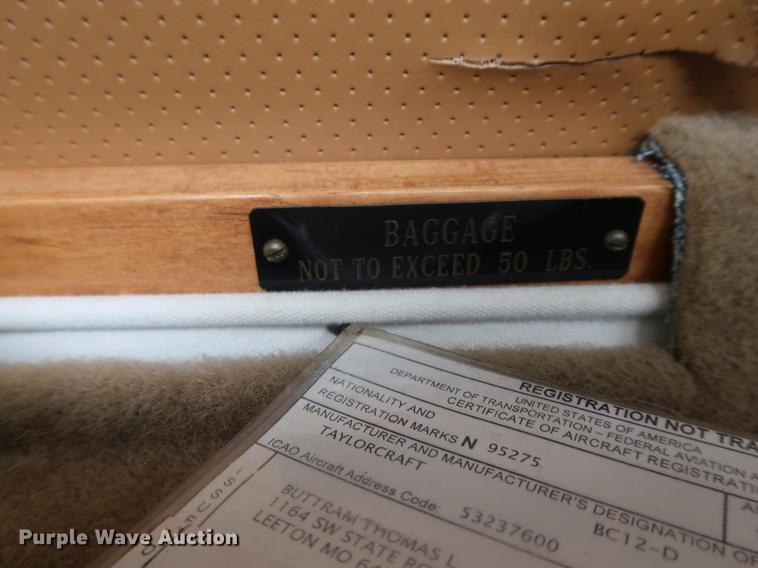 BAGGAGE
NOT TO EXCEED 50 LBS.
REGISTRATION NOT
UNITED STATES OF AMERICA
DEPARTMENT OF TRANSPORTATION – FEDERAL AVIATION
CERTIFICATE OF AIRCRAFT
NATIONALITY AND
REGISTRATION MARKS N 95275
MANUFACTURER AND MANUFACTURER'S DESIGNATION OF
TAYLORCRAFT
BC12-D
ICAO Aircraft Address Code: 53237600
BUTTRAM THOMAS L
1164 SW STATE
LEETON MO
Purple Wave Auction